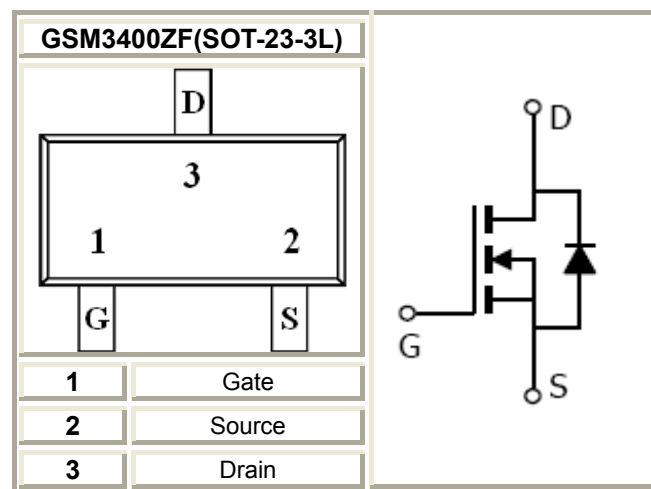 GSM3400ZF(SOT-23-3L)
D
3
1 2
G S
1 Gate
2 Source
3 Drain
D
G
S